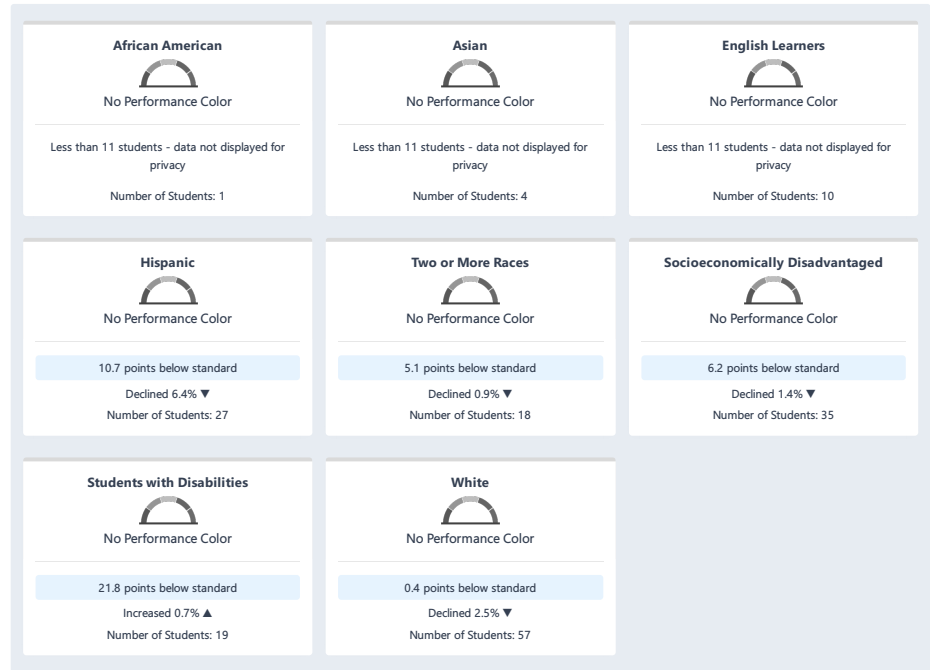 African American
No Performance Color
Less than 11 students - data not displayed for
privacy
Number of Students: 1
Asian
No Performance Color
Less than 11 students - data not displayed for
privacy
Number of Students: 4
English Learners
No Performance Color
Less than 11 students - data not displayed for
privacy
Number of Students: 10
Hispanic
No Performance Color
10.7 points below standard
Declined 6.4% ▼
Number of Students: 27
Two or More Races
No Performance Color
5.1 points below standard
Declined 0.9% ▼
Number of Students: 18
Socioeconomically Disadvantaged
No Performance Color
6.2 points below standard
Declined 1.4% ▼
Number of Students: 35
Students with Disabilities
No Performance Color
21.8 points below standard
Increased 0.7% ▲
Number of Students: 19
White
No Performance Color
0.4 points below standard
Declined 2.5% ▼
Number of Students: 57